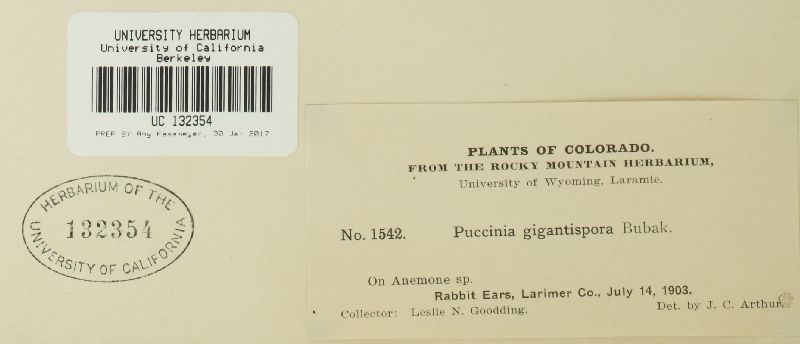 UNIVERSITY HERBARIUM
University of California
Berkeley
UC 132354
PREP BY Amy Kasameyer, 30 Jan 2017
HERBARIUM OF THE
132354
UNIVERSITY OF CALIFORNIA
PLANTS OF COLORADO.
FROM THE ROCKY MOUNTAIN HERBARIUM,
University of Wyoming, Laramie.
No. 1542. Puccinia gigantispora Bubak.
On Anemone sp.
Rabbit Ears, Larimer Co., July 14, 1903.
Collector: Leslie N. Goodding. Det. by J. C. Arthur.